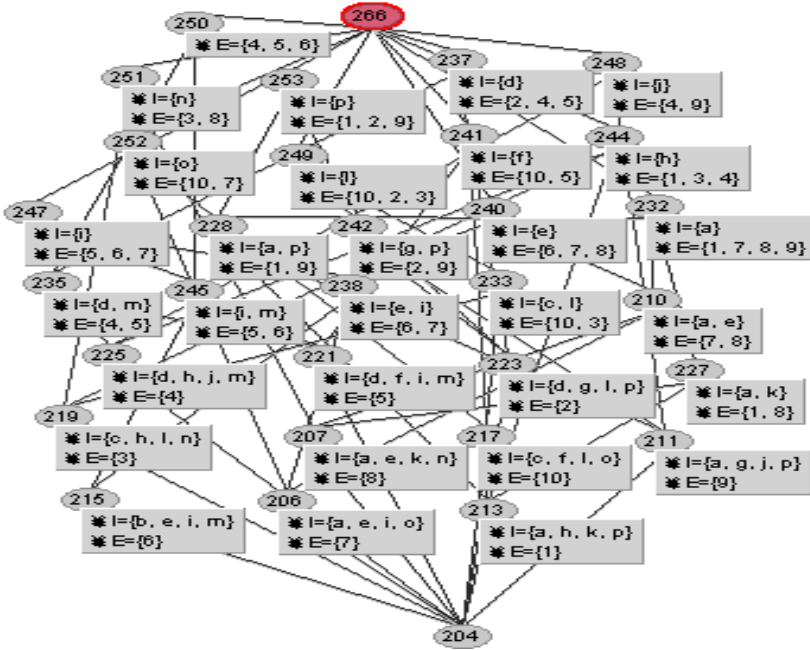 266
250
E={4, 5, 6}
251
I={n}
E={3, 8}
253
I={p}
E={1, 2, 9}
237
I={d}
E={2, 4, 5}
248
I={j}
E={4, 9}
252
I={o}
E={10, 7}
249
I={l}
E={10, 2, 3}
241
I={f}
E={10, 5}
244
I={h}
E={1, 3, 4}
247
I={i}
E={5, 6, 7}
228
I={a, p}
E={1, 9}
242
I={g, p}
E={2, 9}
240
I={e}
E={6, 7, 8}
232
I={a}
E={1, 7, 8, 9}
235
I={d, m}
E={4, 5}
245
I={i, m}
E={5, 6}
238
I={e, i}
E={6, 7}
233
I={c, l}
E={10, 3}
210
I={a, e}
E={7, 8}
225
I={d, h, j, m}
E={4}
221
I={d, f, i, m}
E={5}
223
I={d, g, l, p}
E={2}
227
I={a, k}
E={1, 8}
219
I={c, h, l, n}
E={3}
207
I={a, e, k, n}
E={8}
217
I={c, f, l, o}
E={10}
211
I={a, g, j, p}
E={9}
215
I={b, e, i, m}
E={6}
206
I={a, e, i, o}
E={7}
213
I={a, h, k, p}
E={1}
204